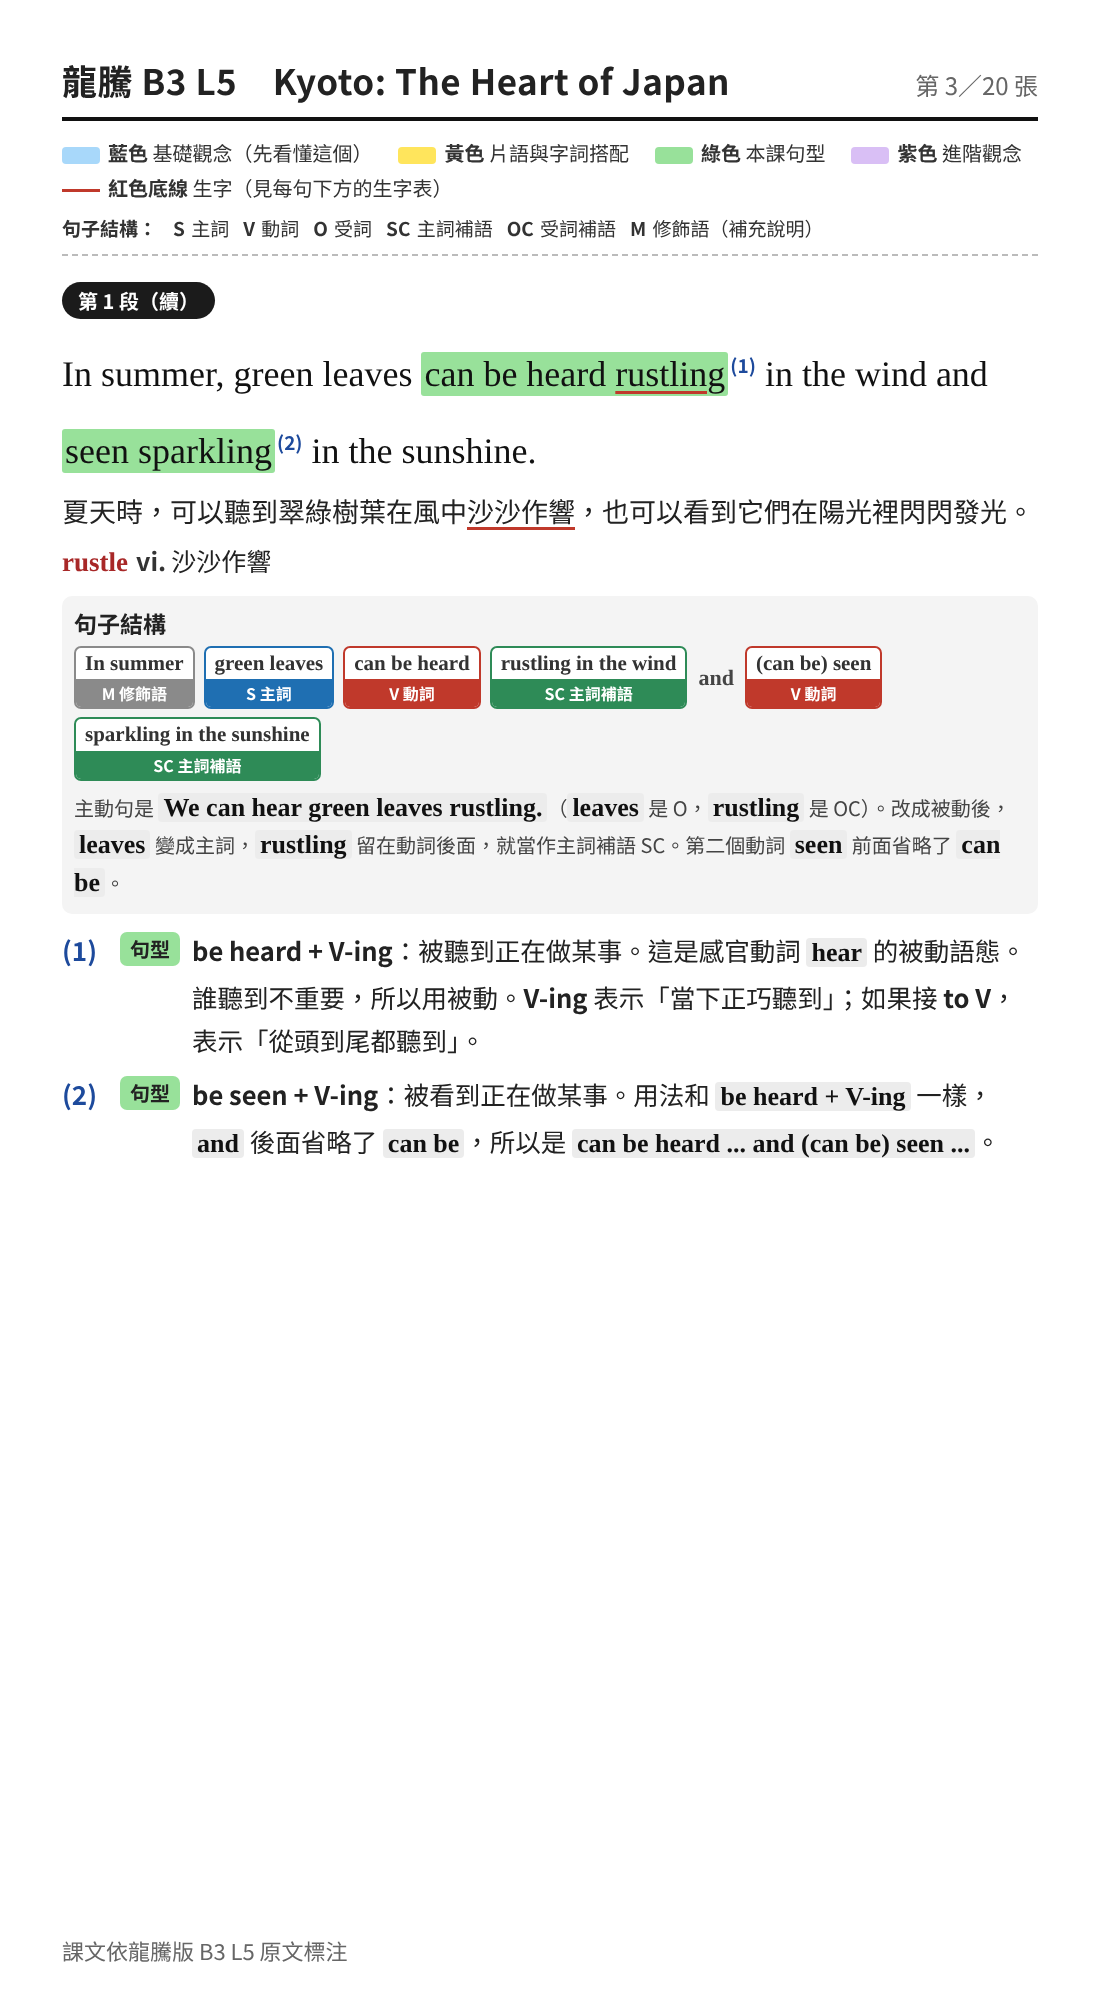 龍騰 B3 L5 Kyoto: The Heart of Japan 第 3／20 張
藍色 基礎觀念（先看懂這個） 黃色 片語與字詞搭配 綠色 本課句型 紫色 進階觀念
紅色底線 生字（見每句下方的生字表）
句子結構： S 主詞 V 動詞 O 受詞 SC 主詞補語 OC 受詞補語 M 修飾語（補充說明）
第 1 段（續）
In summer, green leaves can be heard rustling(1) in the wind and
seen sparkling(2) in the sunshine.
夏天時，可以聽到翠綠樹葉在風中沙沙作響，也可以看到它們在陽光裡閃閃發光。
rustle vi. 沙沙作響
句子結構
In summer green leaves can be heard rustling in the wind and (can be) seen
M 修飾語 S 主詞 V 動詞 SC 主詞補語 V 動詞
sparkling in the sunshine
SC 主詞補語
主動句是 We can hear green leaves rustling.（leaves 是 O，rustling 是 OC）。改成被動後，
leaves 變成主詞，rustling 留在動詞後面，就當作主詞補語 SC。第二個動詞 seen 前面省略了 can
be。
(1) 句型 be heard + V-ing：被聽到正在做某事。這是感官動詞 hear 的被動語態。
誰聽到不重要，所以用被動。V-ing 表示「當下正巧聽到」；如果接 to V，
表示「從頭到尾都聽到」。
(2) 句型 be seen + V-ing：被看到正在做某事。用法和 be heard + V-ing 一樣，
and 後面省略了 can be，所以是 can be heard ... and (can be) seen ...。
課文依龍騰版 B3 L5 原文標注